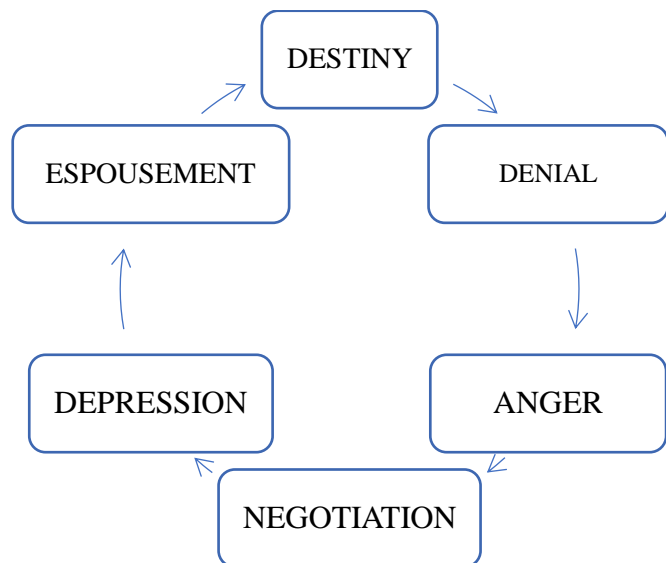 DESTINY
DENIAL
ANGER
NEGOTIATION
DEPRESSION
ESPOUSEMENT